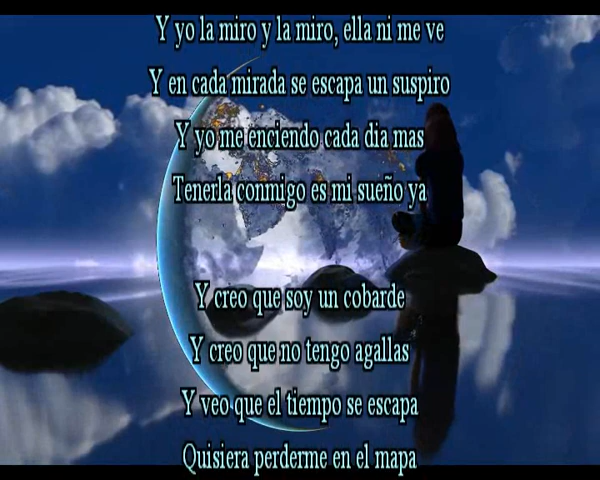 Y yo la miro y la miro, ella ni me ve
Y en cada mirada se escapa un suspiro
Y yo me enciendo cada dia mas
Tenerla conmigo es mi sueño ya
Y creo que soy un cobarde
Y creo que no tengo agallas
Y veo que el tiempo se escapa
Quisiera perderme en el mapa